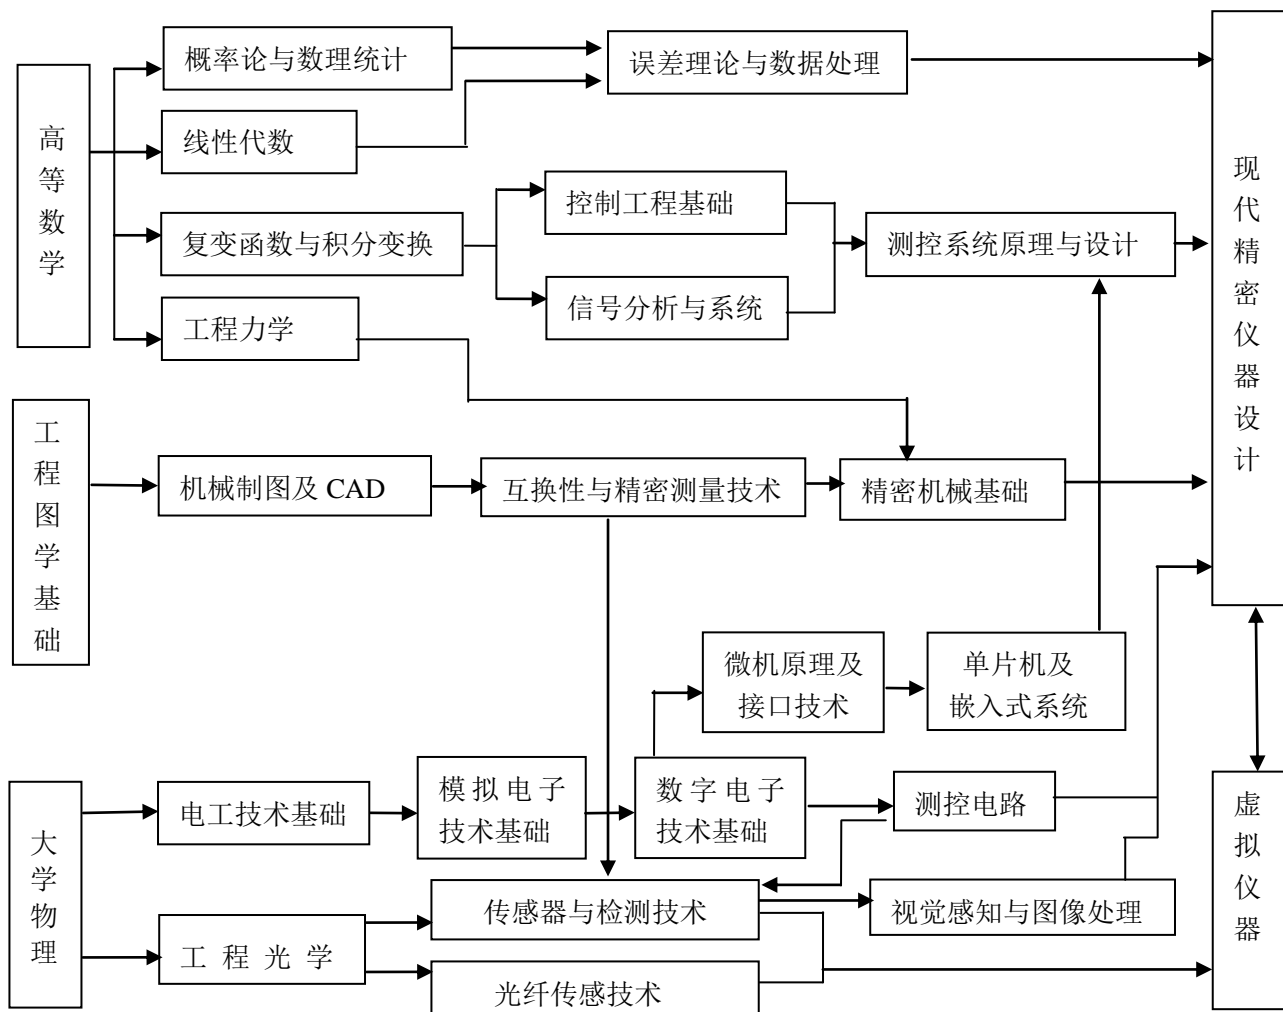 高等数学
概率论与数理统计
误差理论与数据处理
线性代数
控制工程基础
复变函数与积分变换
测控系统原理与设计
信号分析与系统
工程力学
现代精密仪器设计
工程图学基础
机械制图及 CAD
互换性与精密测量技术
精密机械基础
微机原理及
接口技术
单片机及
嵌入式系统
大学物理
电工技术基础
模拟电子
技术基础
数字电子
技术基础
测控电路
虚拟仪器
传感器与检测技术
视觉感知与图像处理
工程光学
光纤传感技术